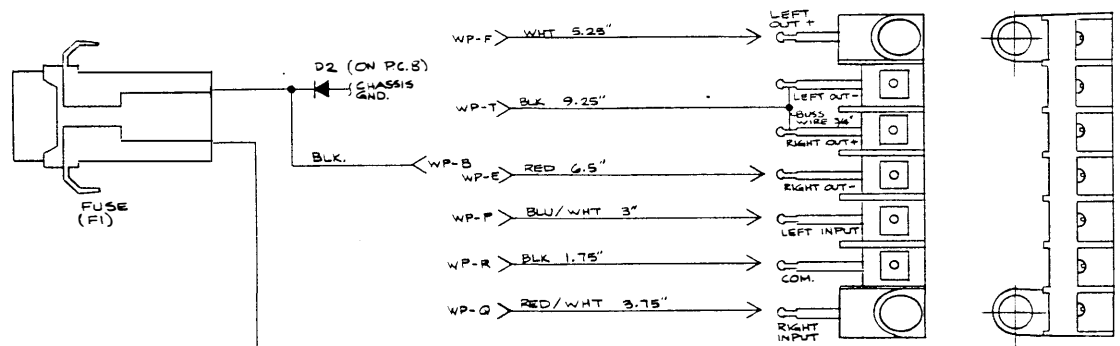 LEFT
OUT +
WP-F WHT 5.25"
D2 (ON P.C.B)
CHASSIS
GND.
LEFT OUT-
WP-T BLK 9.25"
BUSS
WIRE 3/4"
RIGHT OUT+
BLK. WP-B
WP-E RED 6.5"
RIGHT OUT-
FUSE
(F1)
WP-P BLU/WHT 3"
LEFT INPUT
WP-R BLK 1.75"
COM.
WP-Q RED/WHT 3.75"
RIGHT
INPUT